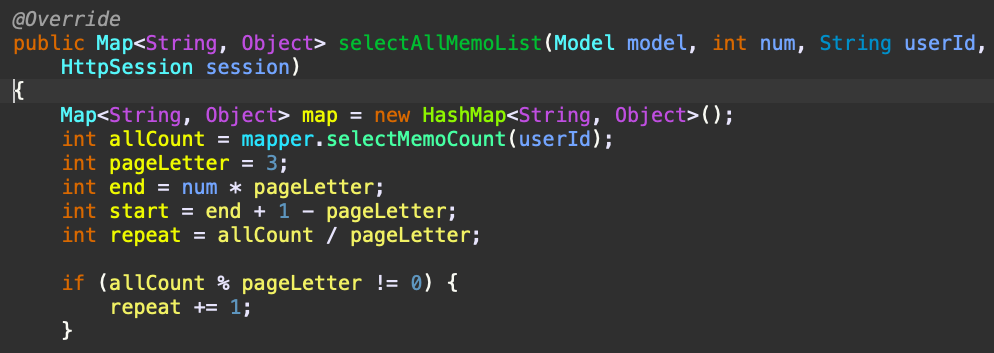 @Override
public Map<String, Object> selectAllMemoList(Model model, int num, String userId,
    HttpSession session)
{
    Map<String, Object> map = new HashMap<String, Object>();
    int allCount = mapper.selectMemoCount(userId);
    int pageLetter = 3;
    int end = num * pageLetter;
    int start = end + 1 - pageLetter;
    int repeat = allCount / pageLetter;

    if (allCount % pageLetter != 0) {
        repeat += 1;
    }